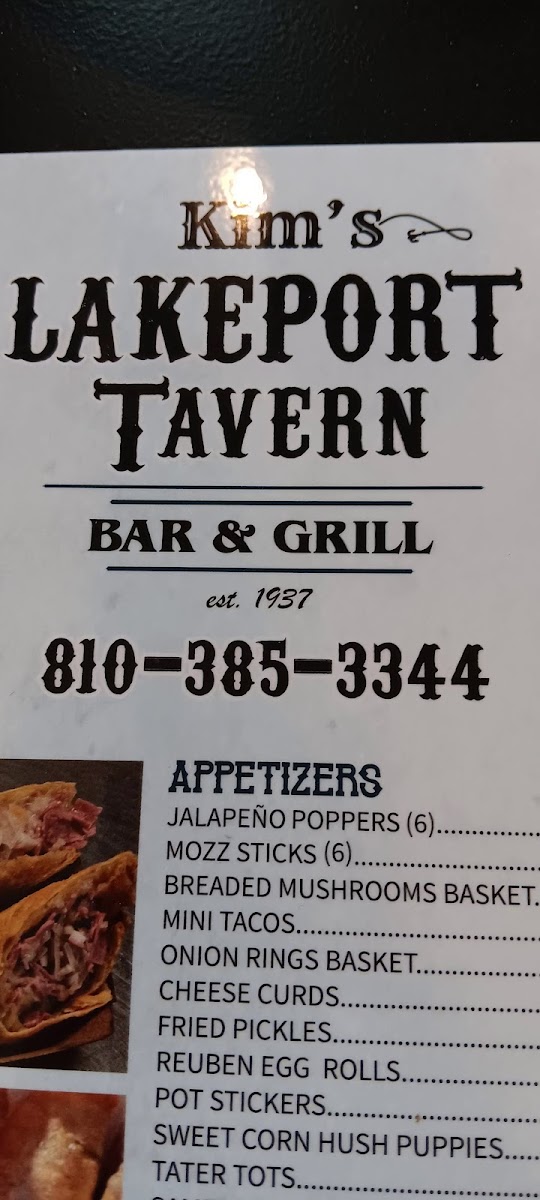 Kim's
LAKEPORT
TAVERN
BAR & GRILL
est. 1937
810-385-3344
APPETIZERS
JALAPEÑO POPPERS (6)
MOZZ STICKS (6)
BREADED MUSHROOMS BASKET
MINI TACOS
ONION RINGS BASKET
CHEESE CURDS
FRIED PICKLES
REUBEN EGG ROLLS
POT STICKERS
SWEET CORN HUSH PUPPIES
TATER TOTS